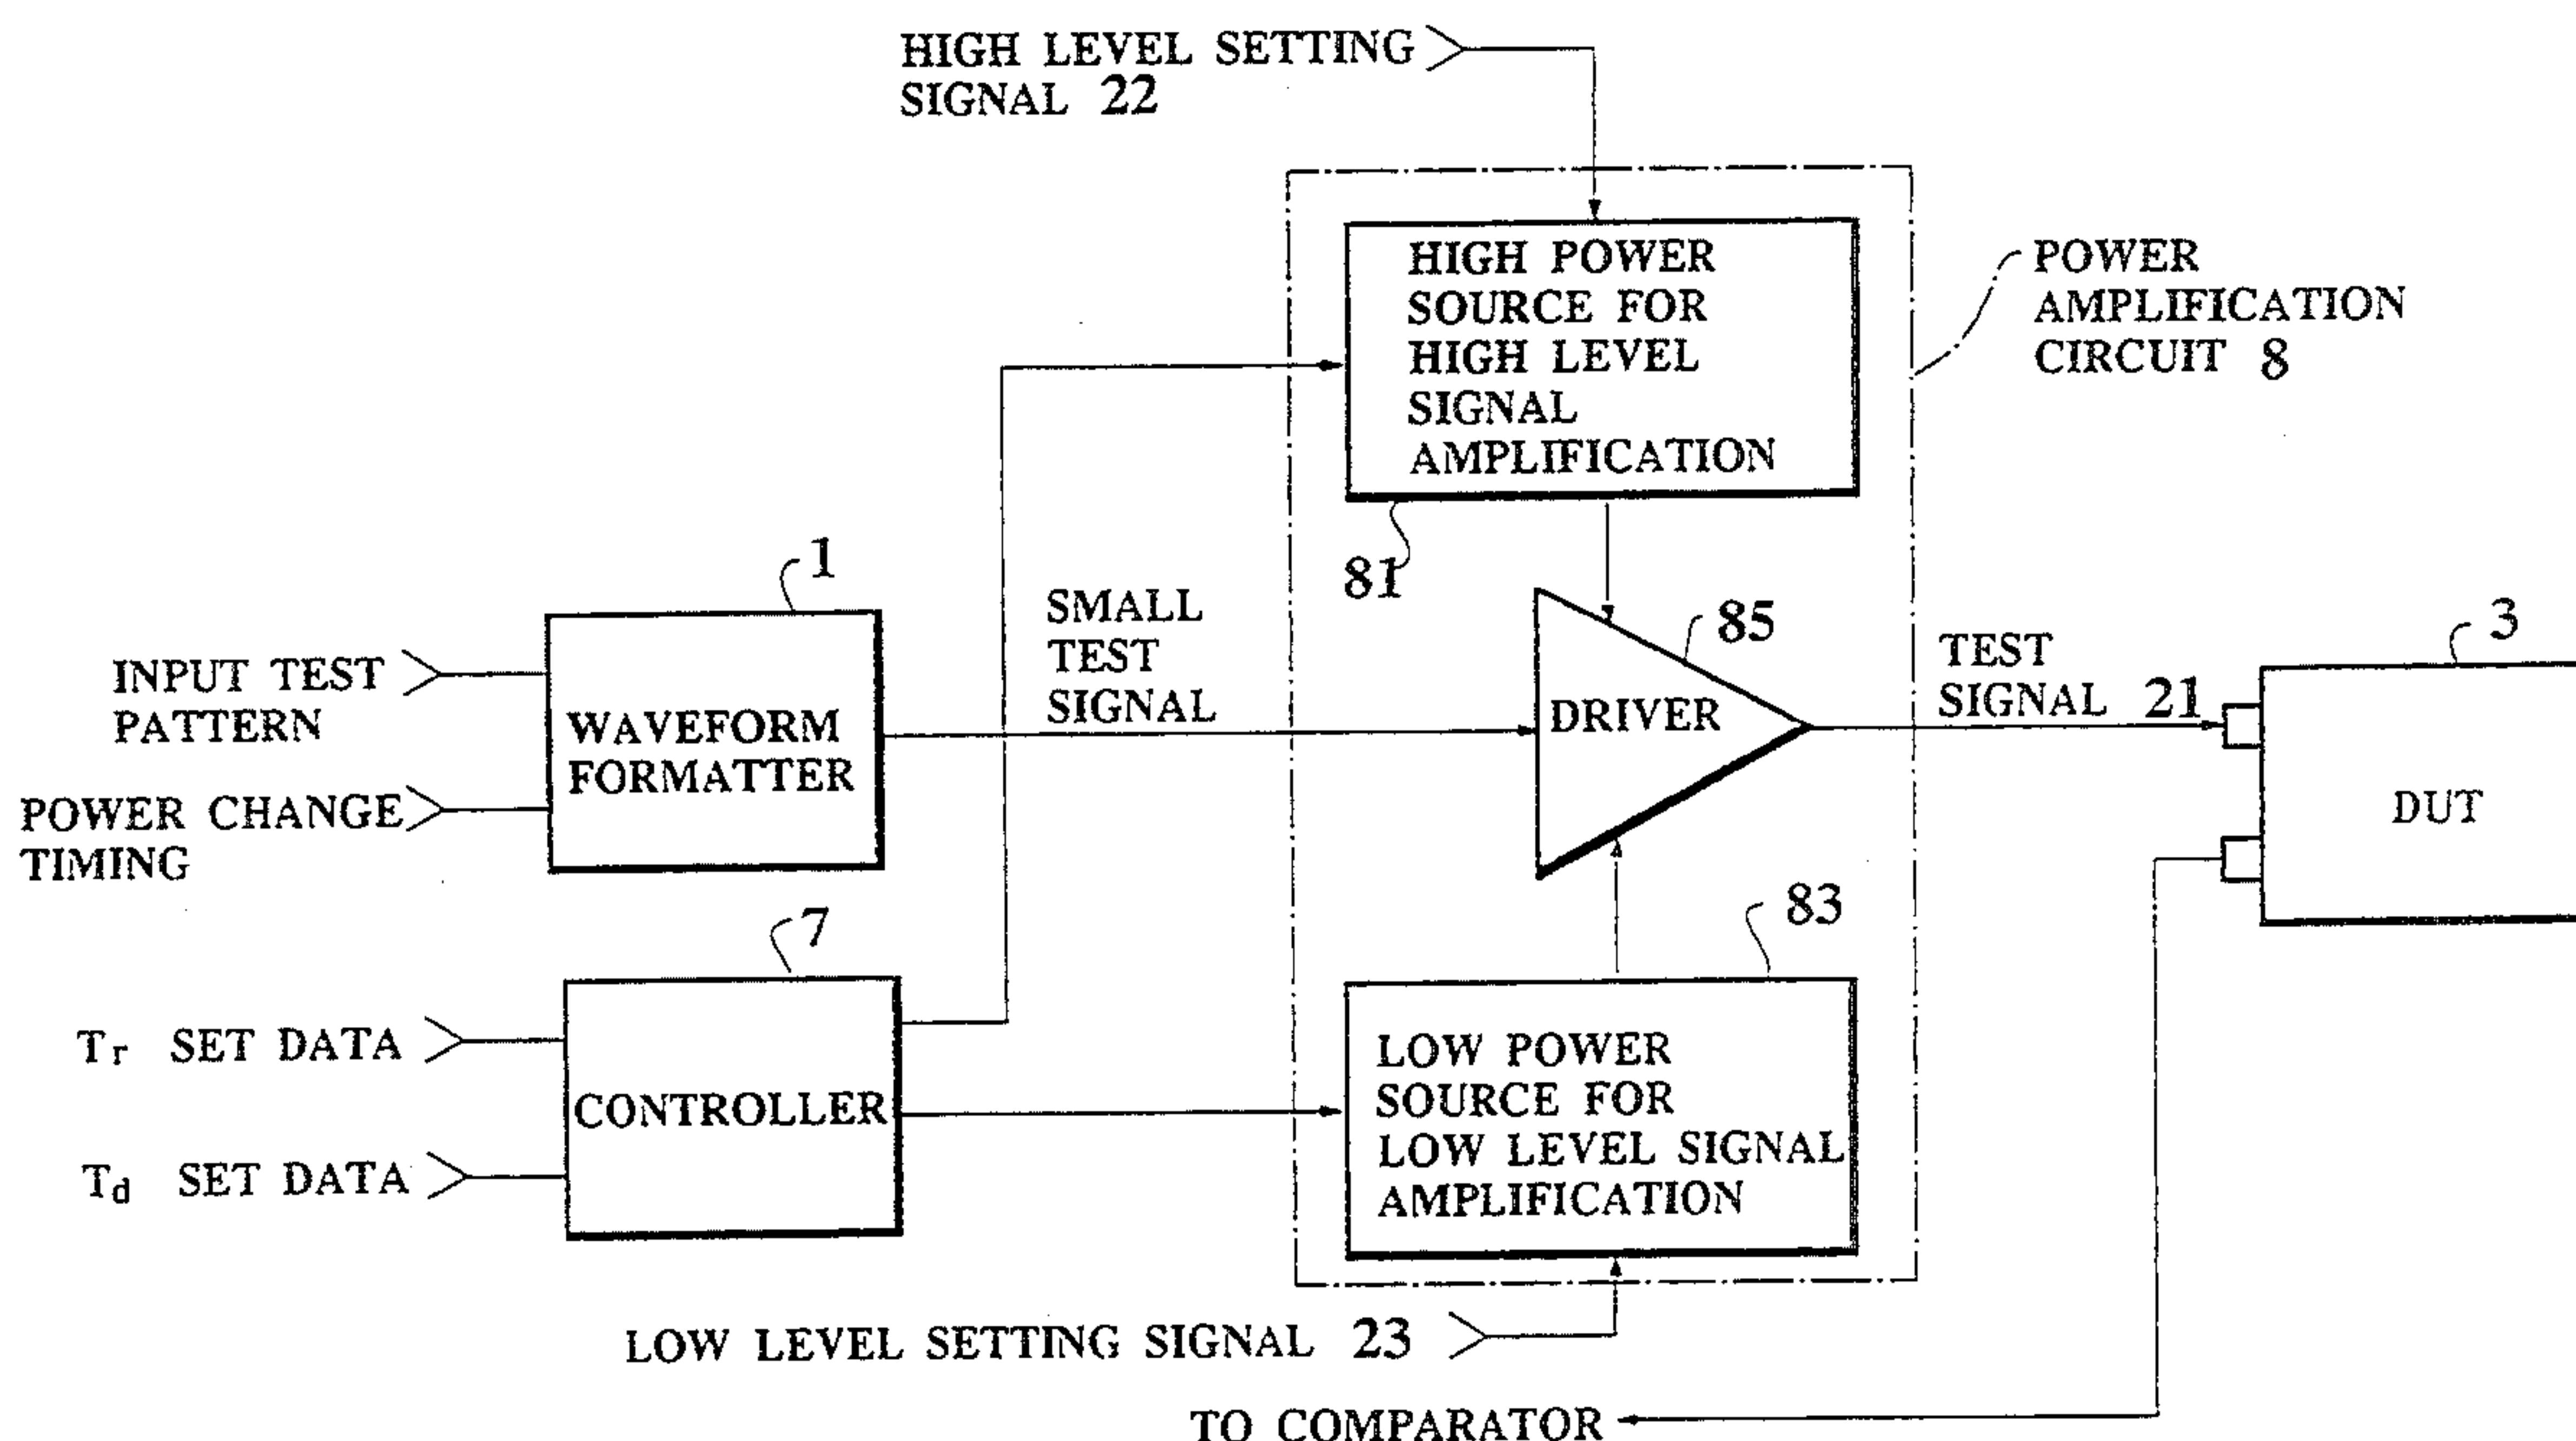 HIGH LEVEL SETTING
SIGNAL 22
HIGH POWER
SOURCE FOR
HIGH LEVEL
SIGNAL
AMPLIFICATION
POWER
AMPLIFICATION
CIRCUIT 8
81
1
INPUT TEST
PATTERN
POWER CHANGE
TIMING
WAVEFORM
FORMATTER
SMALL
TEST
SIGNAL
85
DRIVER
TEST
SIGNAL 21
3
DUT
7
Tr SET DATA
Td SET DATA
CONTROLLER
83
LOW POWER
SOURCE FOR
LOW LEVEL SIGNAL
AMPLIFICATION
LOW LEVEL SETTING SIGNAL 23
TO COMPARATOR